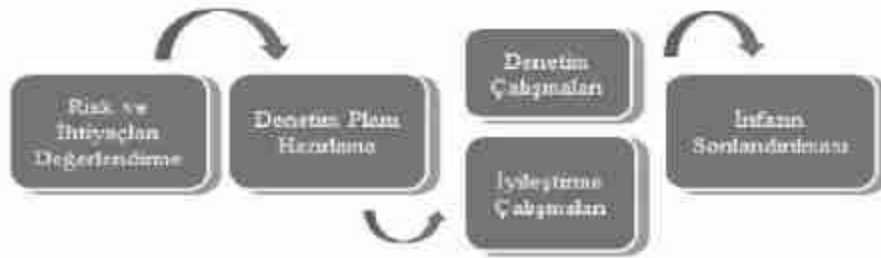 Risk ve
İhtiyaçları
Değerlendirme
Denetim Planı
Hazırlama
Denetim
Çalışmaları
İyileştirme
Çalışmaları
İnfazın
Sonlandırılması